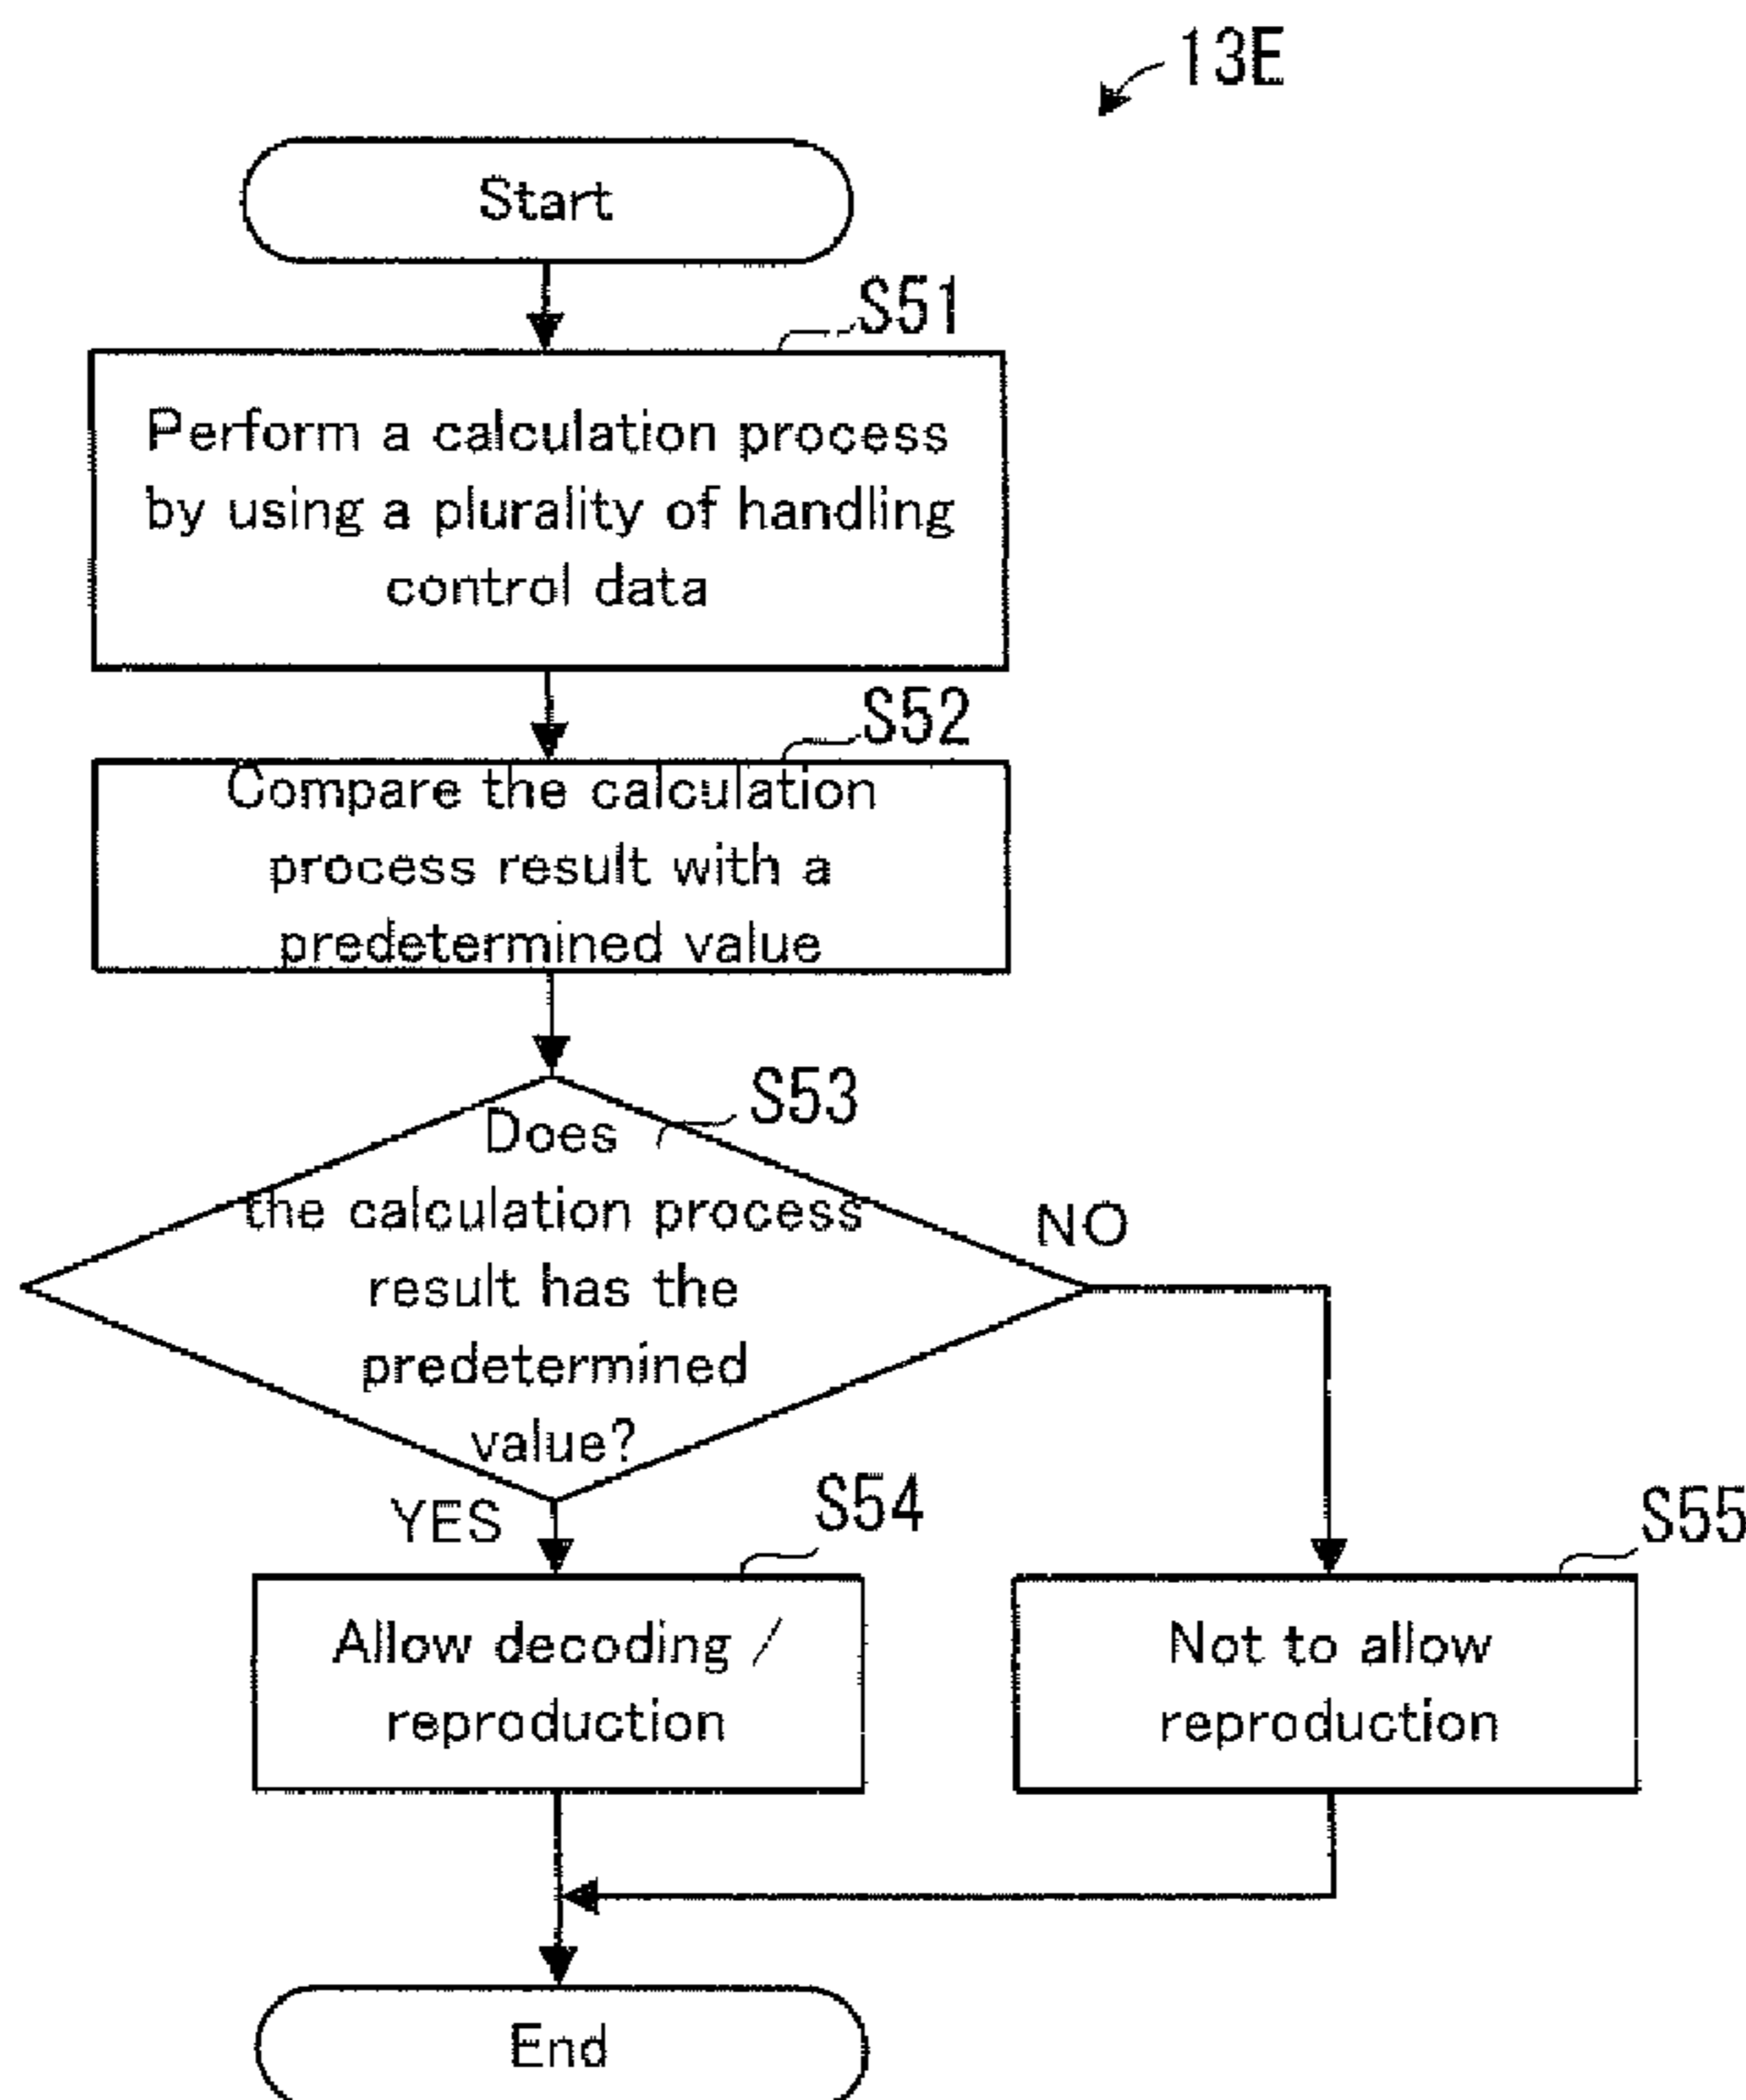 13E
Start
S51
Perform a calculation process
by using a plurality of handling
control data
S52
Compare the calculation
process result with a
predetermined value
S53
Does
the calculation process
result has the
predetermined
value?
NO
YES
S54
S55
Allow decoding /
reproduction
Not to allow
reproduction
End